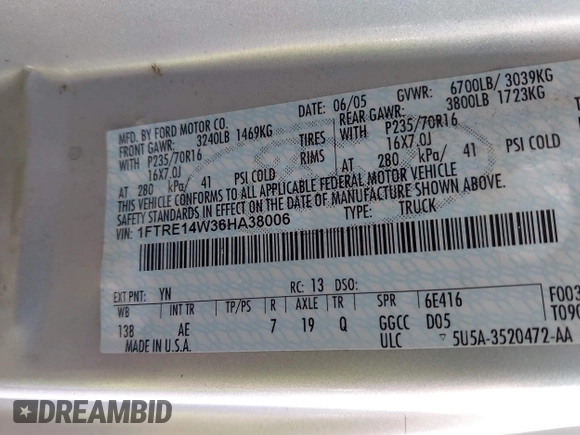 MFD. BY FORD MOTOR CO.
DATE: 06/05 GVWR: 6700LB/ 3039KG
FRONT GAWR: 3240LB 1469KG REAR GAWR: 3800LB 1723KG
WITH P235/70R16 TIRES WITH P235/70R16
16X7.0J RIMS 16X7.0J
AT 280 kPa/ 41 PSI COLD AT 280 kPa/ 41 PSI COLD
THIS VEHICLE CONFORMS TO ALL APPLICABLE FEDERAL MOTOR VEHICLE
SAFETY STANDARDS IN EFFECT ON THE DATE OF MANUFACTURE SHOWN ABOVE.
VIN: 1FTRE14W36HA38006 TYPE: TRUCK
EXT PNT: YN RC: 13 DSO:
WB INT TR TP/PS R AXLE TR SPR 6E416 F003
138 AE 7 19 Q GGCC D05 T090
MADE IN U.S.A. ULC 5U5A-3520472-AA
DREAMBID